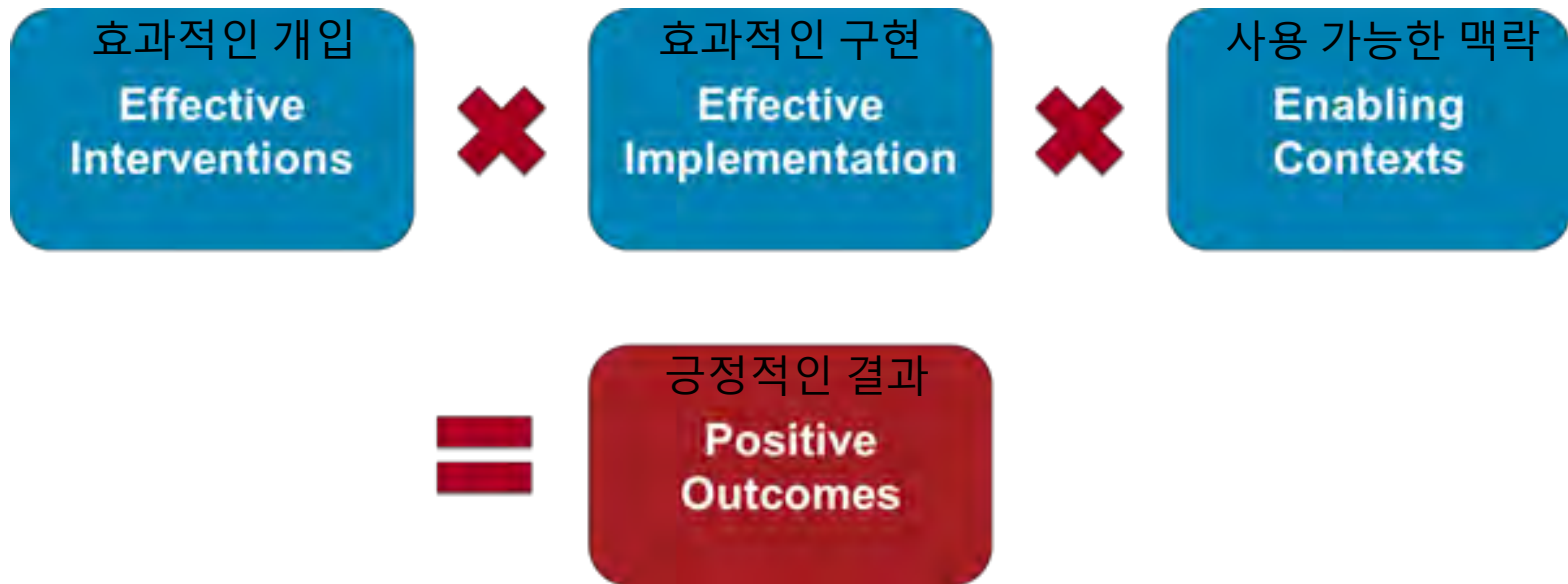 효과적인 개입
Effective
Interventions
효과적인 구현
Effective
Implementation
사용 가능한 맥락
Enabling
Contexts
긍정적인 결과
Positive
Outcomes